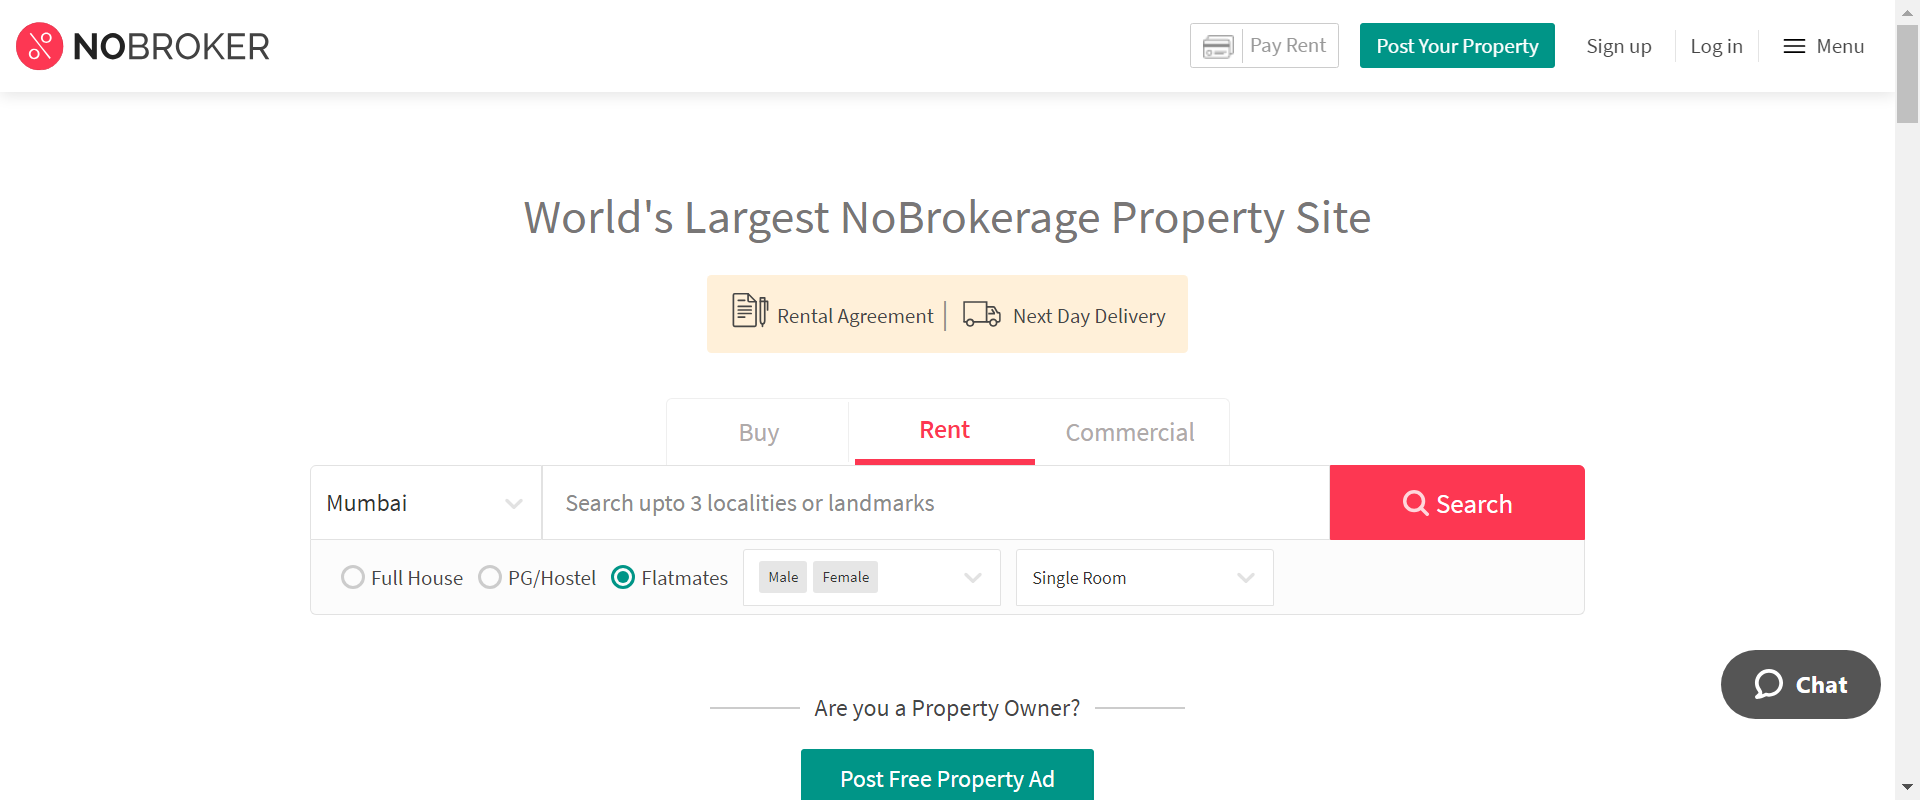 NOBROKER
Pay Rent
Post Your Property
Sign up
Log in
Menu
World's Largest NoBrokerage Property Site
Rental Agreement
Next Day Delivery
Buy
Rent
Commercial
Mumbai
Search upto 3 localities or landmarks
Search
Full House
PG/Hostel
Flatmates
Male
Female
Single Room
Chat
Are you a Property Owner?
Post Free Property Ad